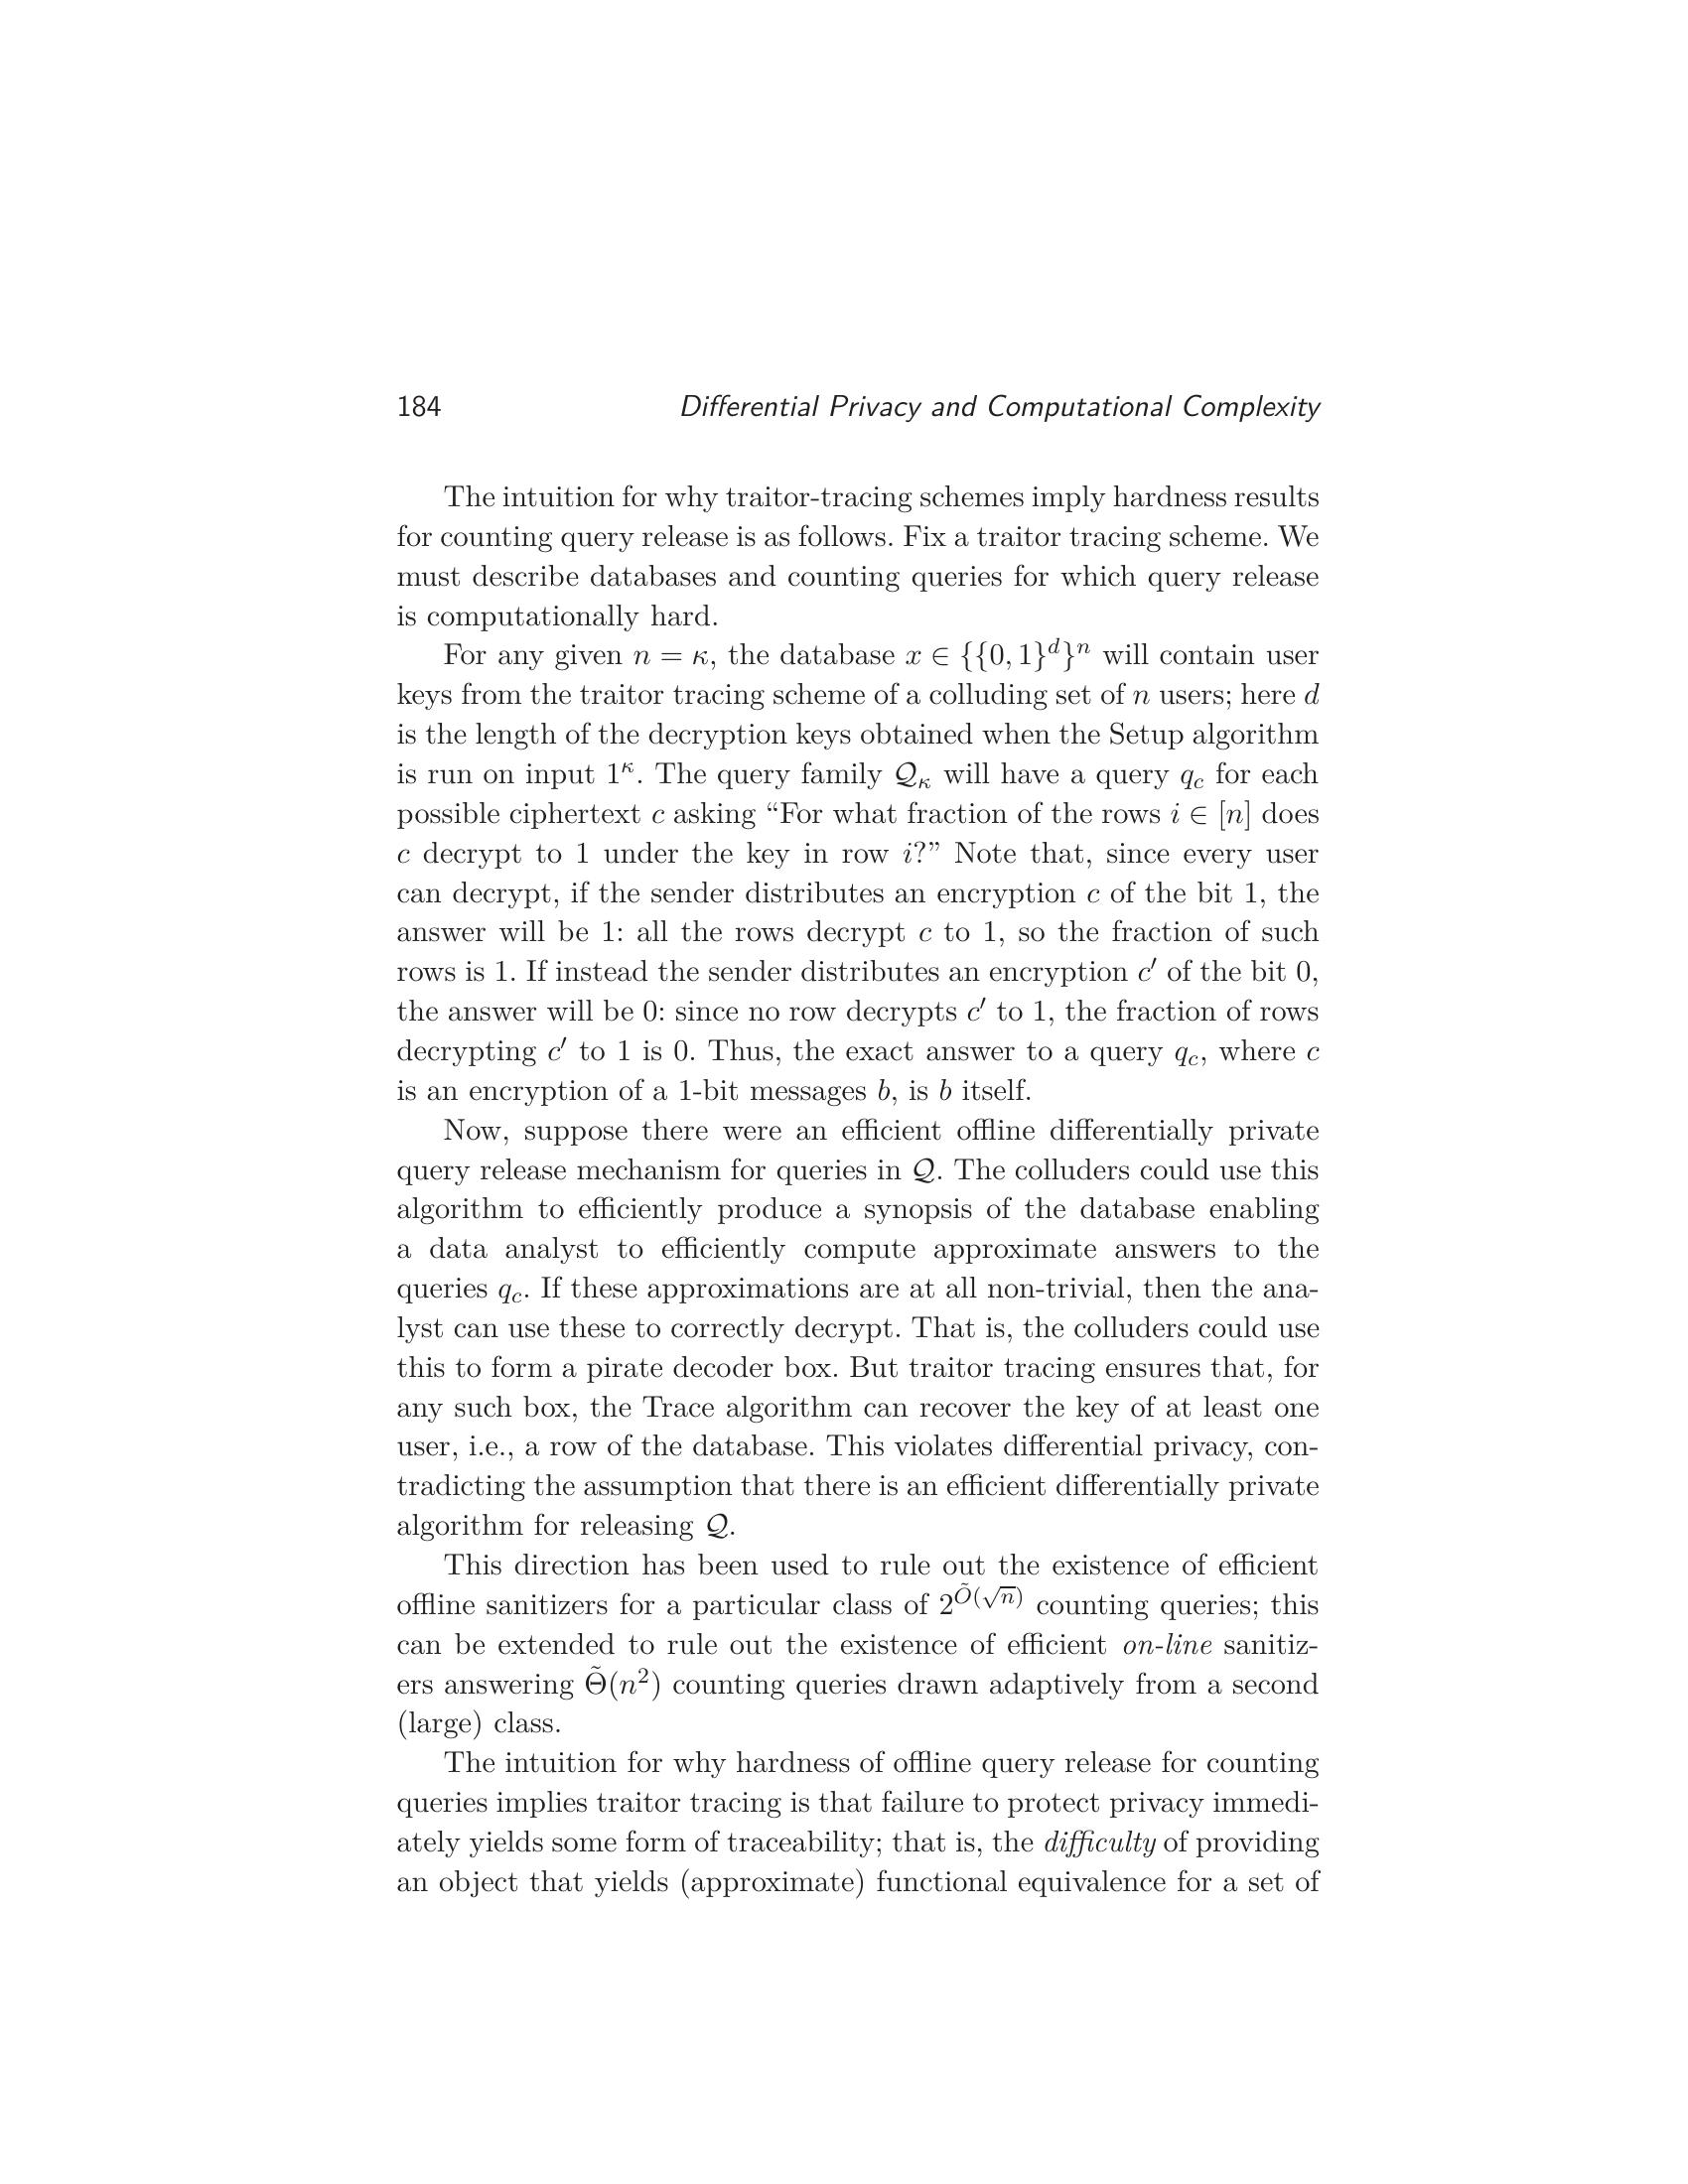 184 Differential Privacy and Computational Complexity
The intuition for why traitor-tracing schemes imply hardness results
for counting query release is as follows. Fix a traitor tracing scheme. We
must describe databases and counting queries for which query release
is computationally hard.
For any given n = κ, the database x ∈ {{0, 1}^d}^n will contain user
keys from the traitor tracing scheme of a colluding set of n users; here d
is the length of the decryption keys obtained when the Setup algorithm
is run on input 1^κ. The query family 𝒬_κ will have a query q_c for each
possible ciphertext c asking “For what fraction of the rows i ∈ [n] does
c decrypt to 1 under the key in row i?” Note that, since every user
can decrypt, if the sender distributes an encryption c of the bit 1, the
answer will be 1: all the rows decrypt c to 1, so the fraction of such
rows is 1. If instead the sender distributes an encryption c′ of the bit 0,
the answer will be 0: since no row decrypts c′ to 1, the fraction of rows
decrypting c′ to 1 is 0. Thus, the exact answer to a query q_c, where c
is an encryption of a 1-bit messages b, is b itself.
Now, suppose there were an efficient offline differentially private
query release mechanism for queries in 𝒬. The colluders could use this
algorithm to efficiently produce a synopsis of the database enabling
a data analyst to efficiently compute approximate answers to the
queries q_c. If these approximations are at all non-trivial, then the ana-
lyst can use these to correctly decrypt. That is, the colluders could use
this to form a pirate decoder box. But traitor tracing ensures that, for
any such box, the Trace algorithm can recover the key of at least one
user, i.e., a row of the database. This violates differential privacy, con-
tradicting the assumption that there is an efficient differentially private
algorithm for releasing 𝒬.
This direction has been used to rule out the existence of efficient
offline sanitizers for a particular class of 2^{Õ(√n)} counting queries; this
can be extended to rule out the existence of efficient on-line sanitiz-
ers answering Θ̃(n²) counting queries drawn adaptively from a second
(large) class.
The intuition for why hardness of offline query release for counting
queries implies traitor tracing is that failure to protect privacy immedi-
ately yields some form of traceability; that is, the difficulty of providing
an object that yields (approximate) functional equivalence for a set of